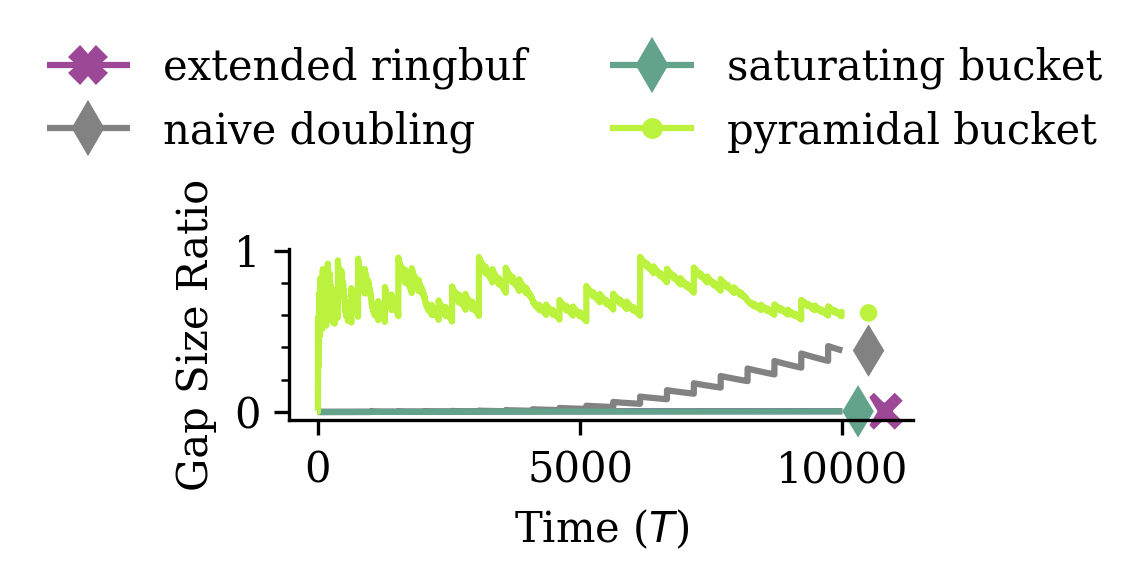 extended ringbuf
naive doubling
saturating bucket
pyramidal bucket
Gap Size Ratio
1
0
0 5000 10000
Time (T)